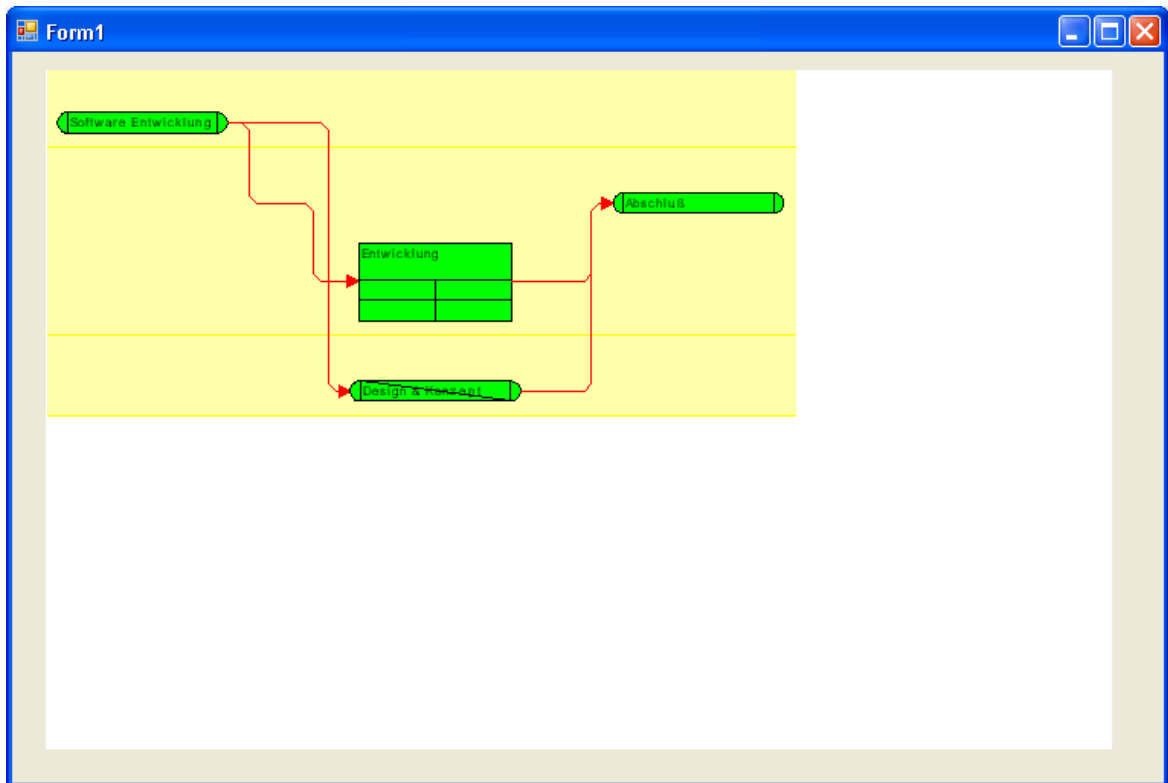 Form1
Software Entwicklung
Abschluß
Entwicklung
Design & Konzept